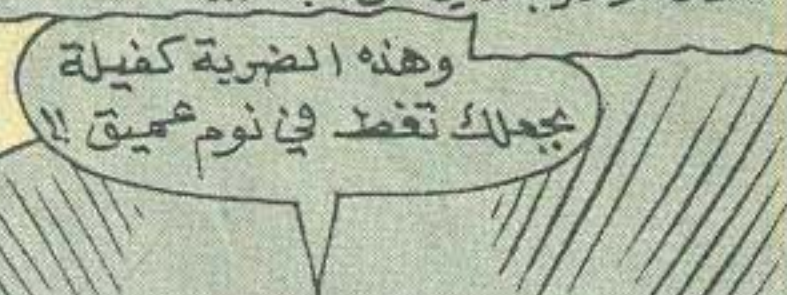 وهذه الضربة كفيلة
بجعلك تغط في نوم عميق !!